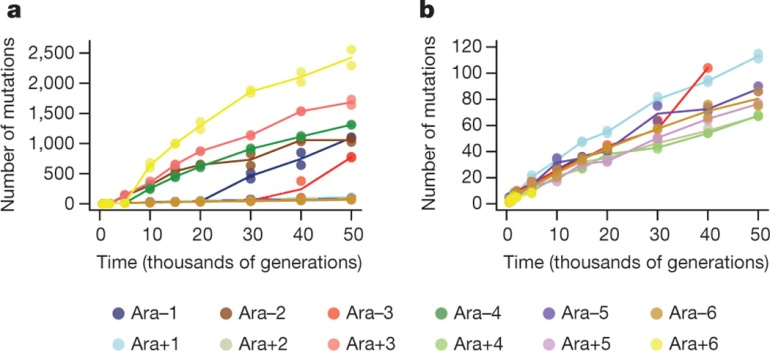 a
b
Number of mutations
2,500
2,000
1,500
1,000
500
0
0 10 20 30 40 50
Time (thousands of generations)
Number of mutations
120
100
80
60
40
20
0
0 10 20 30 40 50
Time (thousands of generations)
Ara–1 Ara–2 Ara–3 Ara–4 Ara–5 Ara–6
Ara+1 Ara+2 Ara+3 Ara+4 Ara+5 Ara+6